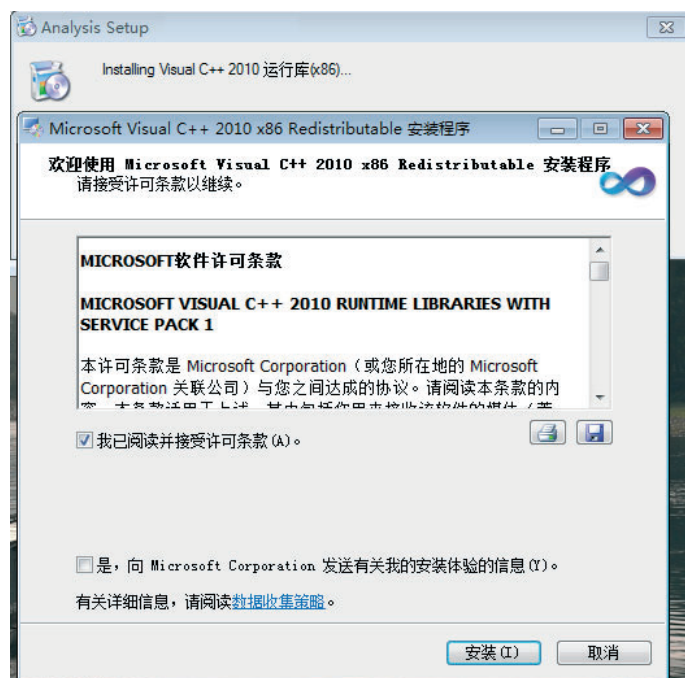 Analysis Setup
Installing Visual C++ 2010 运行库(x86)...
Microsoft Visual C++ 2010 x86 Redistributable 安装程序
欢迎使用 Microsoft Visual C++ 2010 x86 Redistributable 安装程序
请接受许可条款以继续。
MICROSOFT软件许可条款
MICROSOFT VISUAL C++ 2010 RUNTIME LIBRARIES WITH
SERVICE PACK 1
本许可条款是 Microsoft Corporation（或您所在地的 Microsoft
Corporation 关联公司）与您之间达成的协议。请阅读本条款的内
我已阅读并接受许可条款(A)。
是，向 Microsoft Corporation 发送有关我的安装体验的信息(Y)。
有关详细信息，请阅读数据收集策略。
安装(I)
取消